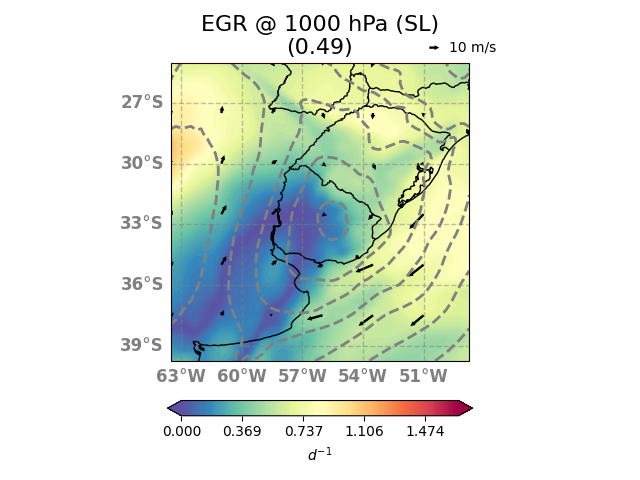 EGR @ 1000 hPa (SL)
(0.49)
10 m/s
27°S
30°S
33°S
36°S
39°S
63°W 60°W 57°W 54°W 51°W
0.000 0.369 0.737 1.106 1.474
d⁻¹